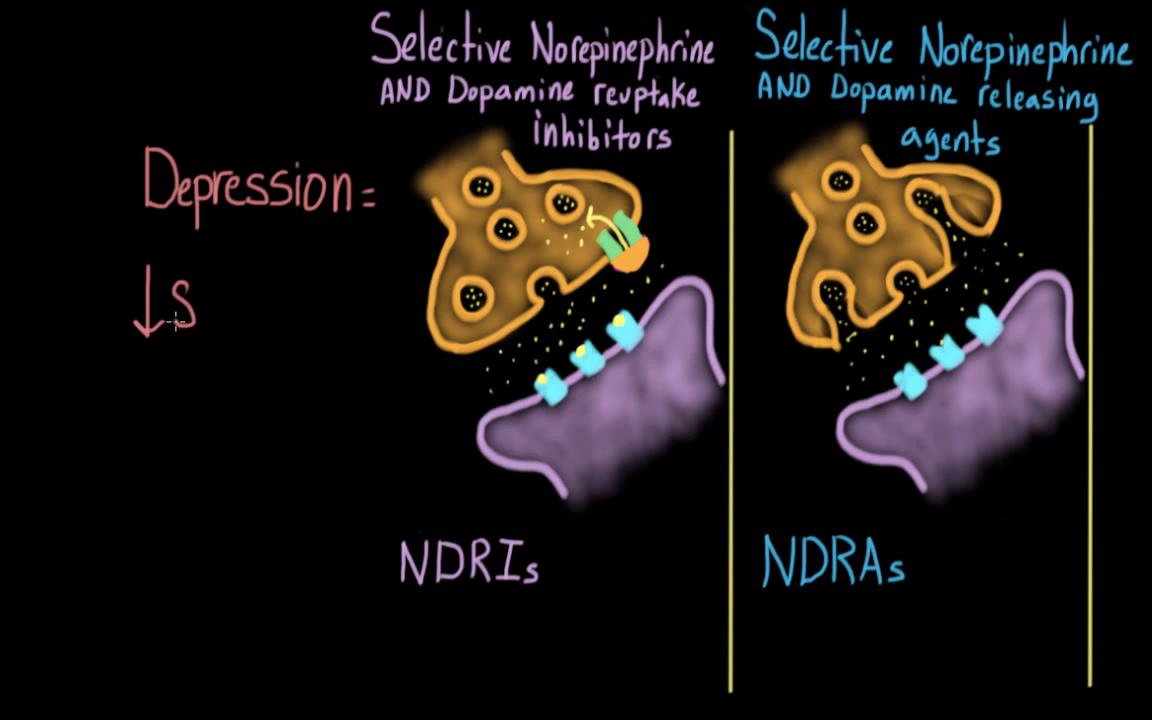 Selective Norepinephrine
AND Dopamine reuptake
inhibitors
Selective Norepinephrine
AND Dopamine releasing
agents
Depression =
↓S
NDRIs
NDRAs